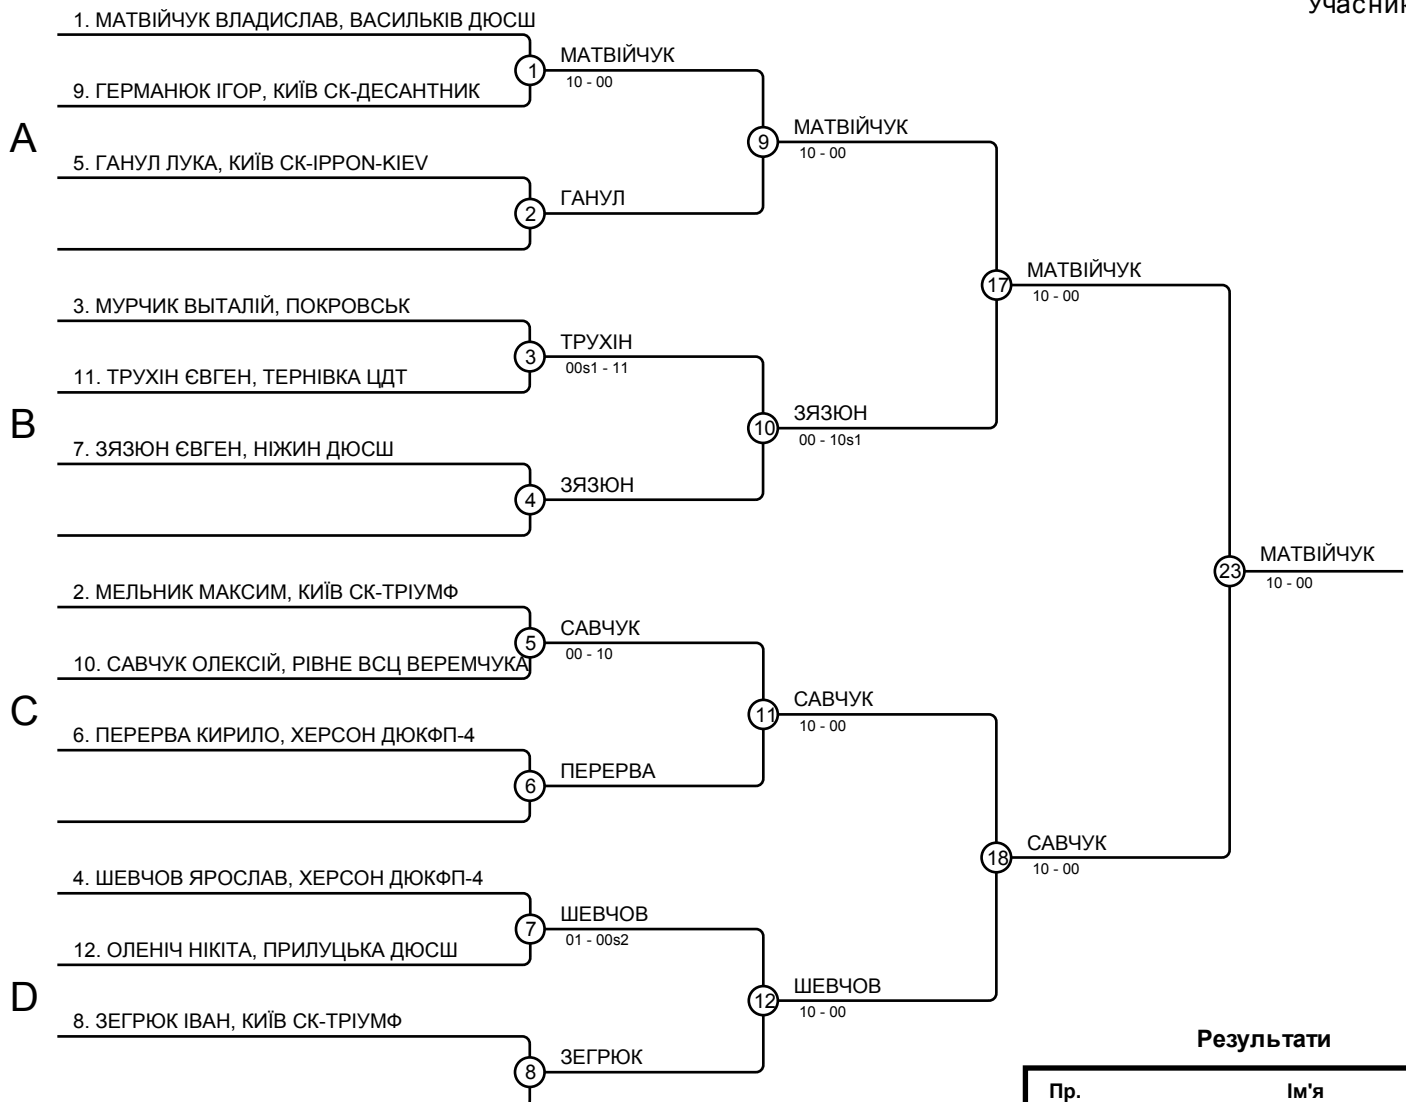 Учасник
1. МАТВІЙЧУК ВЛАДИСЛАВ, ВАСИЛЬКІВ ДЮСШ
1
МАТВІЙЧУК
10 - 00
9. ГЕРМАНЮК ІГОР, КИЇВ СК-ДЕСАНТНИК
A
9
МАТВІЙЧУК
10 - 00
5. ГАНУЛ ЛУКА, КИЇВ СК-IPPON-KIEV
2
ГАНУЛ
17
МАТВІЙЧУК
10 - 00
3. МУРЧИК ВЫТАЛІЙ, ПОКРОВСЬК
3
ТРУХІН
00s1 - 11
11. ТРУХІН ЄВГЕН, ТЕРНІВКА ЦДТ
B
10
ЗЯЗЮН
00 - 10s1
7. ЗЯЗЮН ЄВГЕН, НІЖИН ДЮСШ
4
ЗЯЗЮН
23
МАТВІЙЧУК
10 - 00
2. МЕЛЬНИК МАКСИМ, КИЇВ СК-ТРІУМФ
5
САВЧУК
00 - 10
10. САВЧУК ОЛЕКСІЙ, РІВНЕ ВСЦ ВЕРЕМЧУКА
C
11
САВЧУК
10 - 00
6. ПЕРЕРВА КИРИЛО, ХЕРСОН ДЮКФП-4
6
ПЕРЕРВА
18
САВЧУК
10 - 00
4. ШЕВЧОВ ЯРОСЛАВ, ХЕРСОН ДЮКФП-4
7
ШЕВЧОВ
01 - 00s2
12. ОЛЕНІЧ НІКІТА, ПРИЛУЦЬКА ДЮСШ
D
12
ШЕВЧОВ
10 - 00
8. ЗЕГРЮК ІВАН, КИЇВ СК-ТРІУМФ
8
ЗЕГРЮК
Результати
Пр. Ім'я